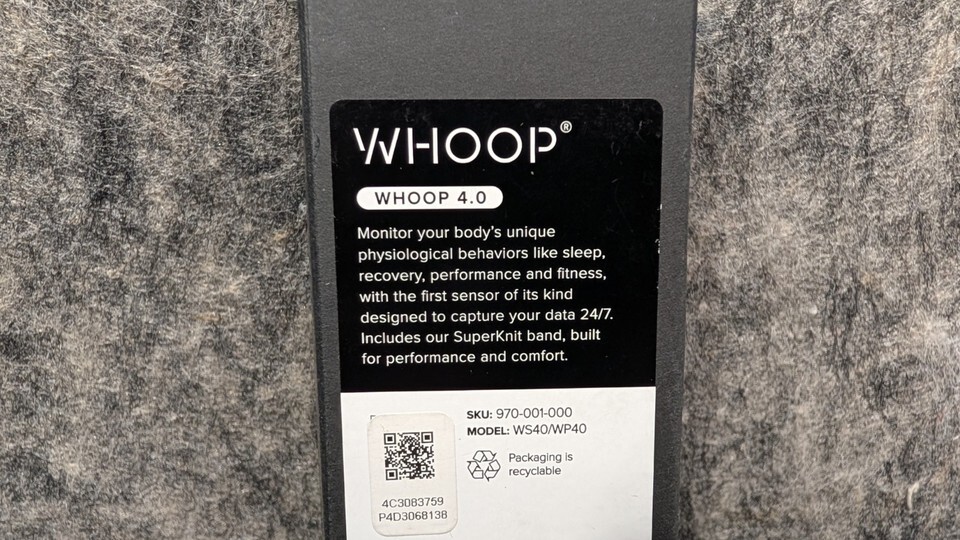 WHOOP®
WHOOP 4.0
Monitor your body's unique
physiological behaviors like sleep,
recovery, performance and fitness,
with the first sensor of its kind
designed to capture your data 24/7.
Includes our SuperKnit band, built
for performance and comfort.
SKU: 970-001-000
MODEL: WS40/WP40
Packaging is
recyclable
4C3083759
P4D3068138